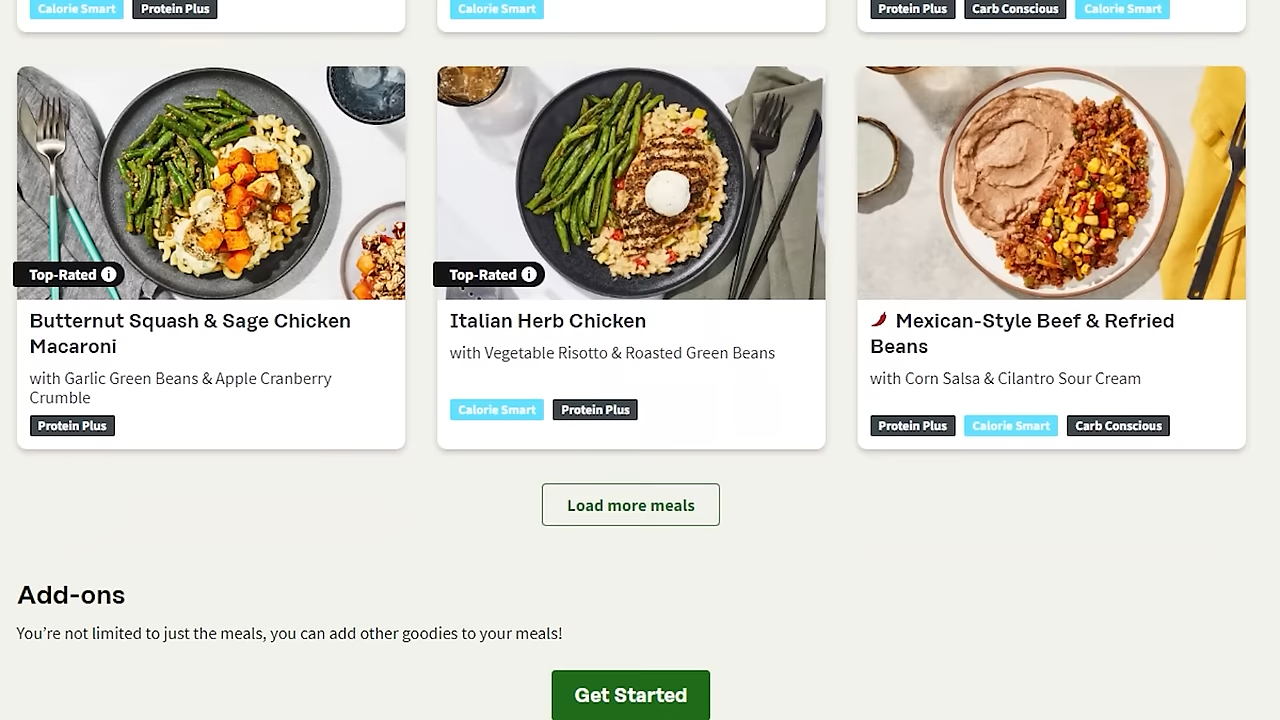 Calorie Smart Protein Plus
Calorie Smart
Protein Plus Carb Conscious Calorie Smart
Top-Rated
Butternut Squash & Sage Chicken
Macaroni
with Garlic Green Beans & Apple Cranberry
Crumble
Protein Plus
Top-Rated
Italian Herb Chicken
with Vegetable Risotto & Roasted Green Beans
Calorie Smart Protein Plus
Mexican-Style Beef & Refried
Beans
with Corn Salsa & Cilantro Sour Cream
Protein Plus Calorie Smart Carb Conscious
Load more meals
Add-ons
You’re not limited to just the meals, you can add other goodies to your meals!
Get Started